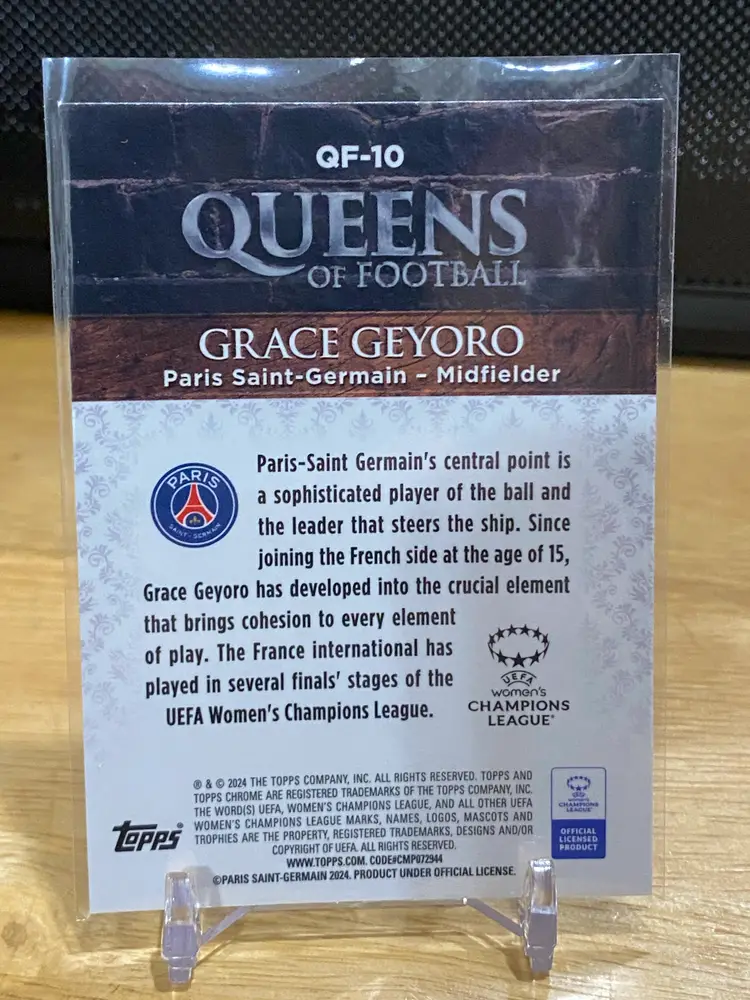 QF-10
QUEENS
OF FOOTBALL
GRACE GEYORO
Paris Saint-Germain – Midfielder
PARIS
SAINT-GERMAIN
Paris-Saint Germain's central point is
a sophisticated player of the ball and
the leader that steers the ship. Since
joining the French side at the age of 15,
Grace Geyoro has developed into the crucial element
that brings cohesion to every element
of play. The France international has
played in several finals' stages of the
UEFA Women's Champions League.
UEFA
women's
CHAMPIONS
LEAGUE®
® & © 2024 THE TOPPS COMPANY, INC. ALL RIGHTS RESERVED. TOPPS AND
TOPPS CHROME ARE REGISTERED TRADEMARKS OF THE TOPPS COMPANY, INC.
THE WORD(S) UEFA, WOMEN'S CHAMPIONS LEAGUE, AND ALL OTHER UEFA
WOMEN'S CHAMPIONS LEAGUE MARKS, NAMES, LOGOS, MASCOTS AND
TROPHIES ARE THE PROPERTY, REGISTERED TRADEMARKS, DESIGNS AND/OR
COPYRIGHT OF UEFA. ALL RIGHTS RESERVED.
WWW.TOPPS.COM. CODE#CMP072944
©PARIS SAINT-GERMAIN 2024. PRODUCT UNDER OFFICIAL LICENSE.
topps®
women's
CHAMPIONS
LEAGUE
OFFICIAL
LICENSED
PRODUCT